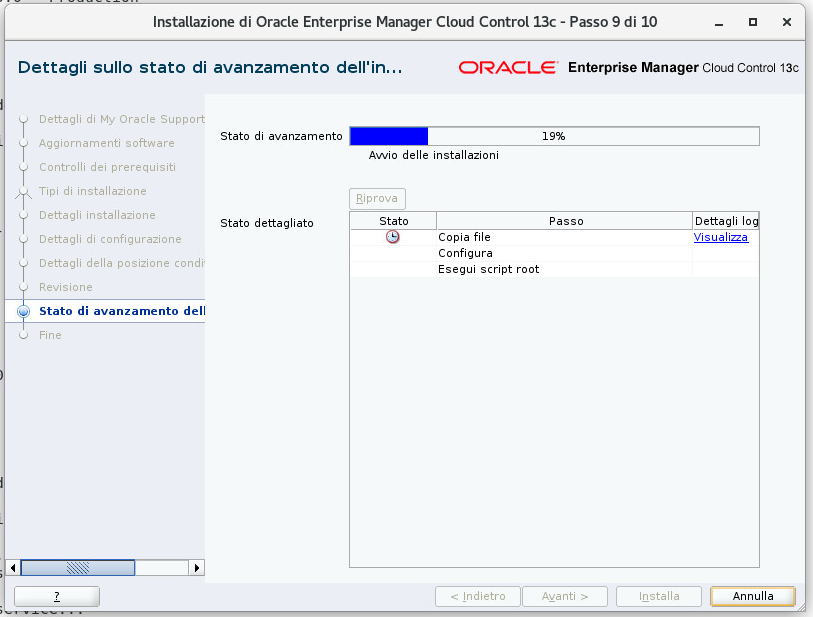 Installazione di Oracle Enterprise Manager Cloud Control 13c - Passo 9 di 10
Dettagli sullo stato di avanzamento dell'in...
ORACLE Enterprise Manager Cloud Control 13c
Dettagli di My Oracle Support
Aggiornamenti software
Controlli dei prerequisiti
Tipi di installazione
Dettagli installazione
Dettagli di configurazione
Dettagli della posizione condi
Revisione
Stato di avanzamento dell
Fine
Stato di avanzamento
19%
Avvio delle installazioni
Riprova
Stato dettagliato
Stato Passo Dettagli log
Copia file Visualizza
Configura
Esegui script root
?
< Indietro
Avanti >
Installa
Annulla
service...